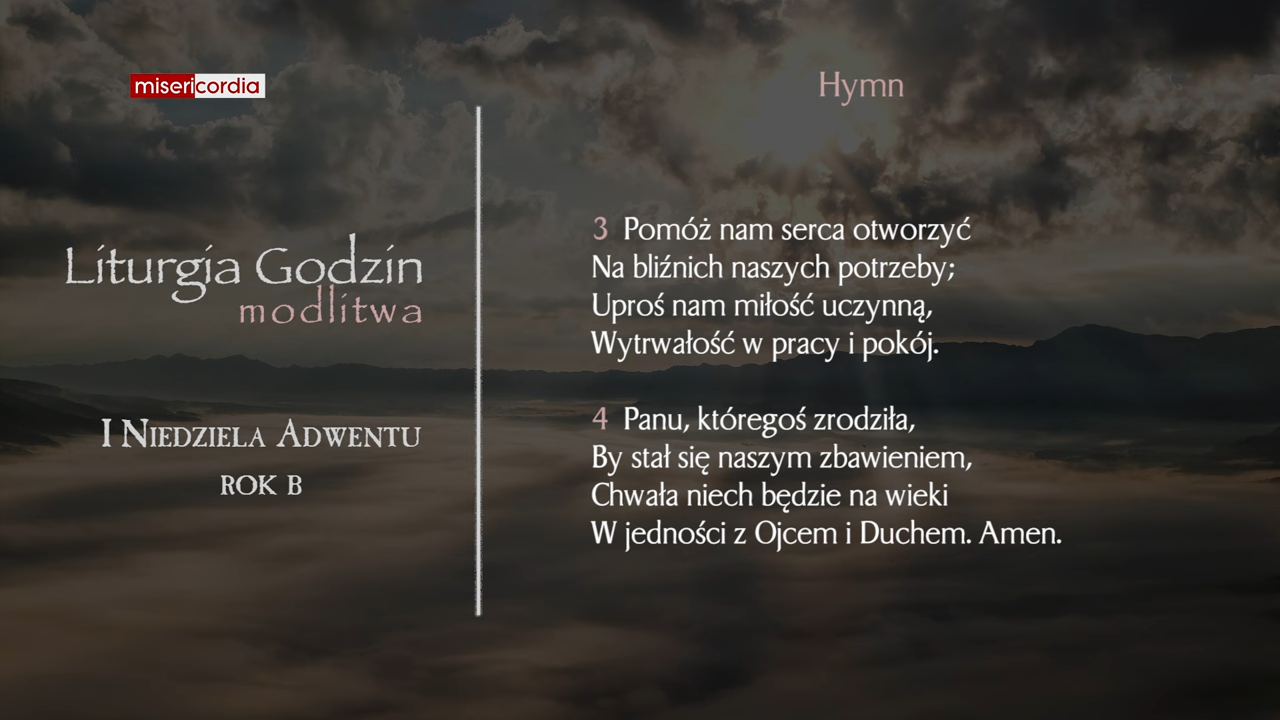 misericordia
Liturgia Godzin
modlitwa
I Niedziela Adwentu
ROK B
Hymn
3 Pomóż nam serca otworzyć
Na bliźnich naszych potrzeby;
Uproś nam miłość uczynną,
Wytrwałość w pracy i pokój.
4 Panu, któregoś zrodziła,
By stał się naszym zbawieniem,
Chwała niech będzie na wieki
W jedności z Ojcem i Duchem. Amen.